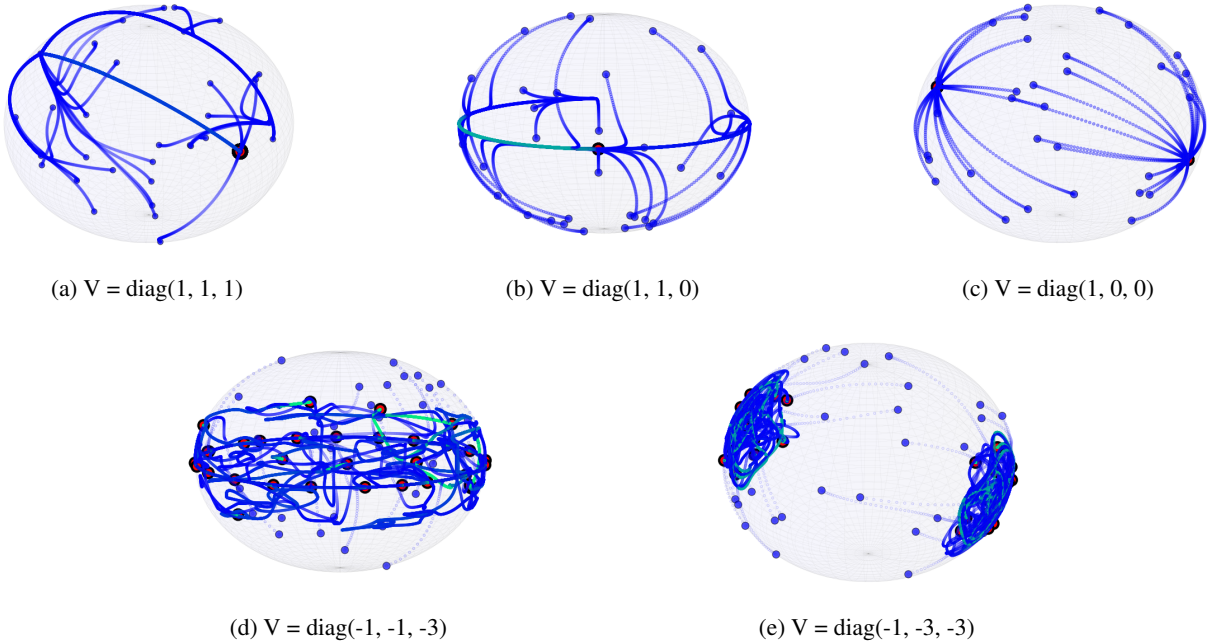 (a) V = diag(1, 1, 1)
(b) V = diag(1, 1, 0)
(c) V = diag(1, 0, 0)
(d) V = diag(-1, -1, -3)
(e) V = diag(-1, -3, -3)